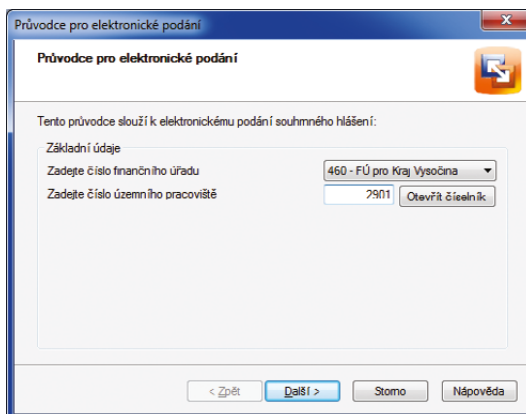 Průvodce pro elektronické podání
Průvodce pro elektronické podání
Tento průvodce slouží k elektronickému podání souhrnného hlášení:
Základní údaje
Zadejte číslo finančního úřadu 460 - FÚ pro Kraj Vysočina
Zadejte číslo územního pracoviště 2901 Otevřít číselník
< Zpět Další > Storno Nápověda